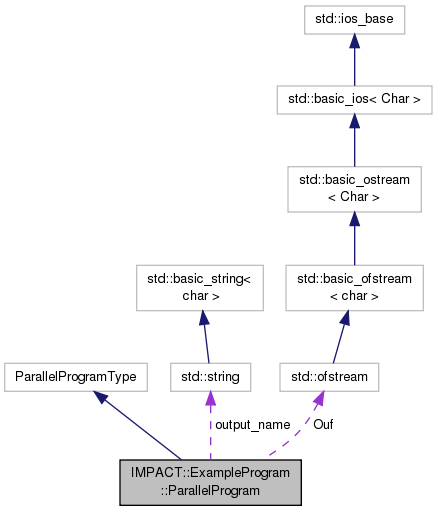 std::ios_base
std::basic_ios< Char >
std::basic_ostream
< Char >
std::basic_string<
char >
std::basic_ofstream
< char >
ParallelProgramType
std::string
std::ofstream
output_name
Ouf
IMPACT::ExampleProgram
::ParallelProgram